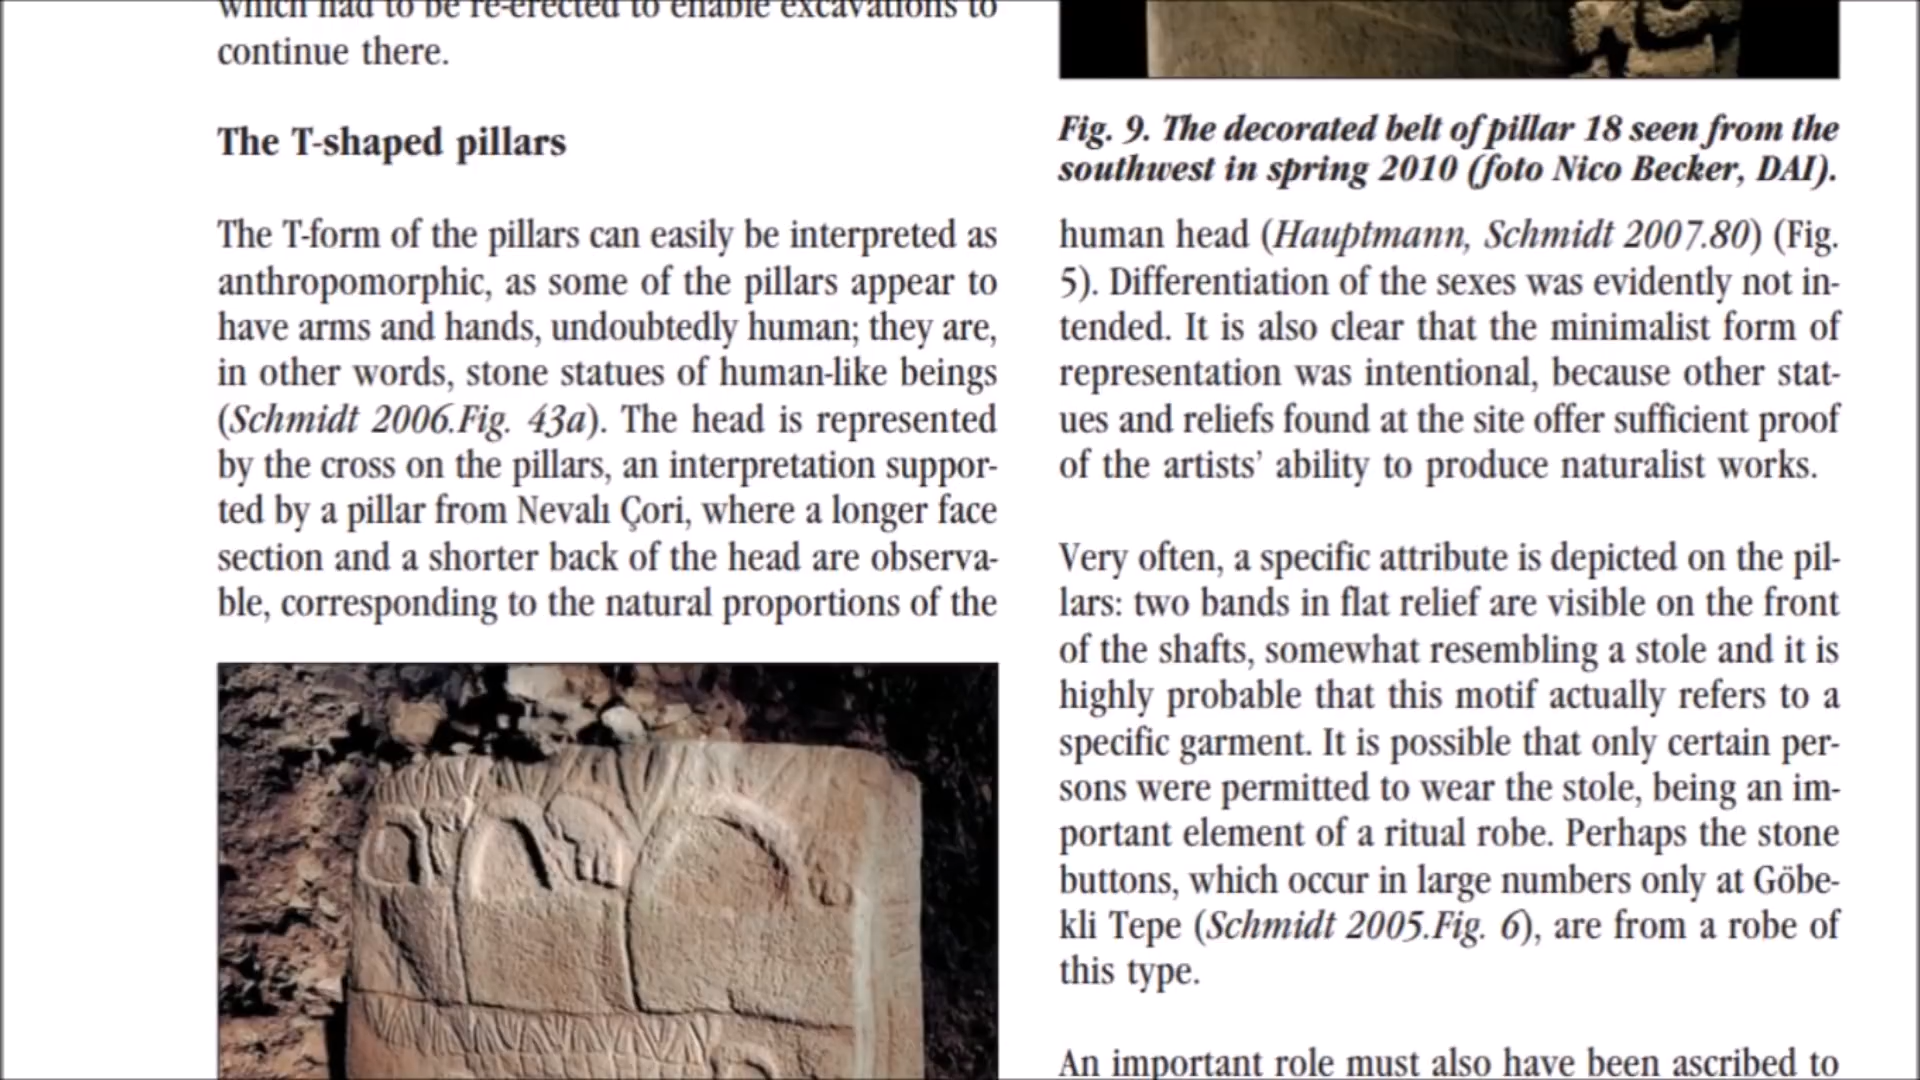 which had to be re-erected to enable excavations to
continue there.
The T-shaped pillars
The T-form of the pillars can easily be interpreted as
anthropomorphic, as some of the pillars appear to
have arms and hands, undoubtedly human; they are,
in other words, stone statues of human-like beings
(Schmidt 2006.Fig. 43a). The head is represented
by the cross on the pillars, an interpretation suppor-
ted by a pillar from Nevalı Çori, where a longer face
section and a shorter back of the head are observa-
ble, corresponding to the natural proportions of the
Fig. 9. The decorated belt of pillar 18 seen from the
southwest in spring 2010 (foto Nico Becker, DAI).
human head (Hauptmann, Schmidt 2007.80) (Fig.
5). Differentiation of the sexes was evidently not in-
tended. It is also clear that the minimalist form of
representation was intentional, because other stat-
ues and reliefs found at the site offer sufficient proof
of the artists’ ability to produce naturalist works.
Very often, a specific attribute is depicted on the pil-
lars: two bands in flat relief are visible on the front
of the shafts, somewhat resembling a stole and it is
highly probable that this motif actually refers to a
specific garment. It is possible that only certain per-
sons were permitted to wear the stole, being an im-
portant element of a ritual robe. Perhaps the stone
buttons, which occur in large numbers only at Göbe-
kli Tepe (Schmidt 2005.Fig. 6), are from a robe of
this type.
An important role must also have been ascribed to